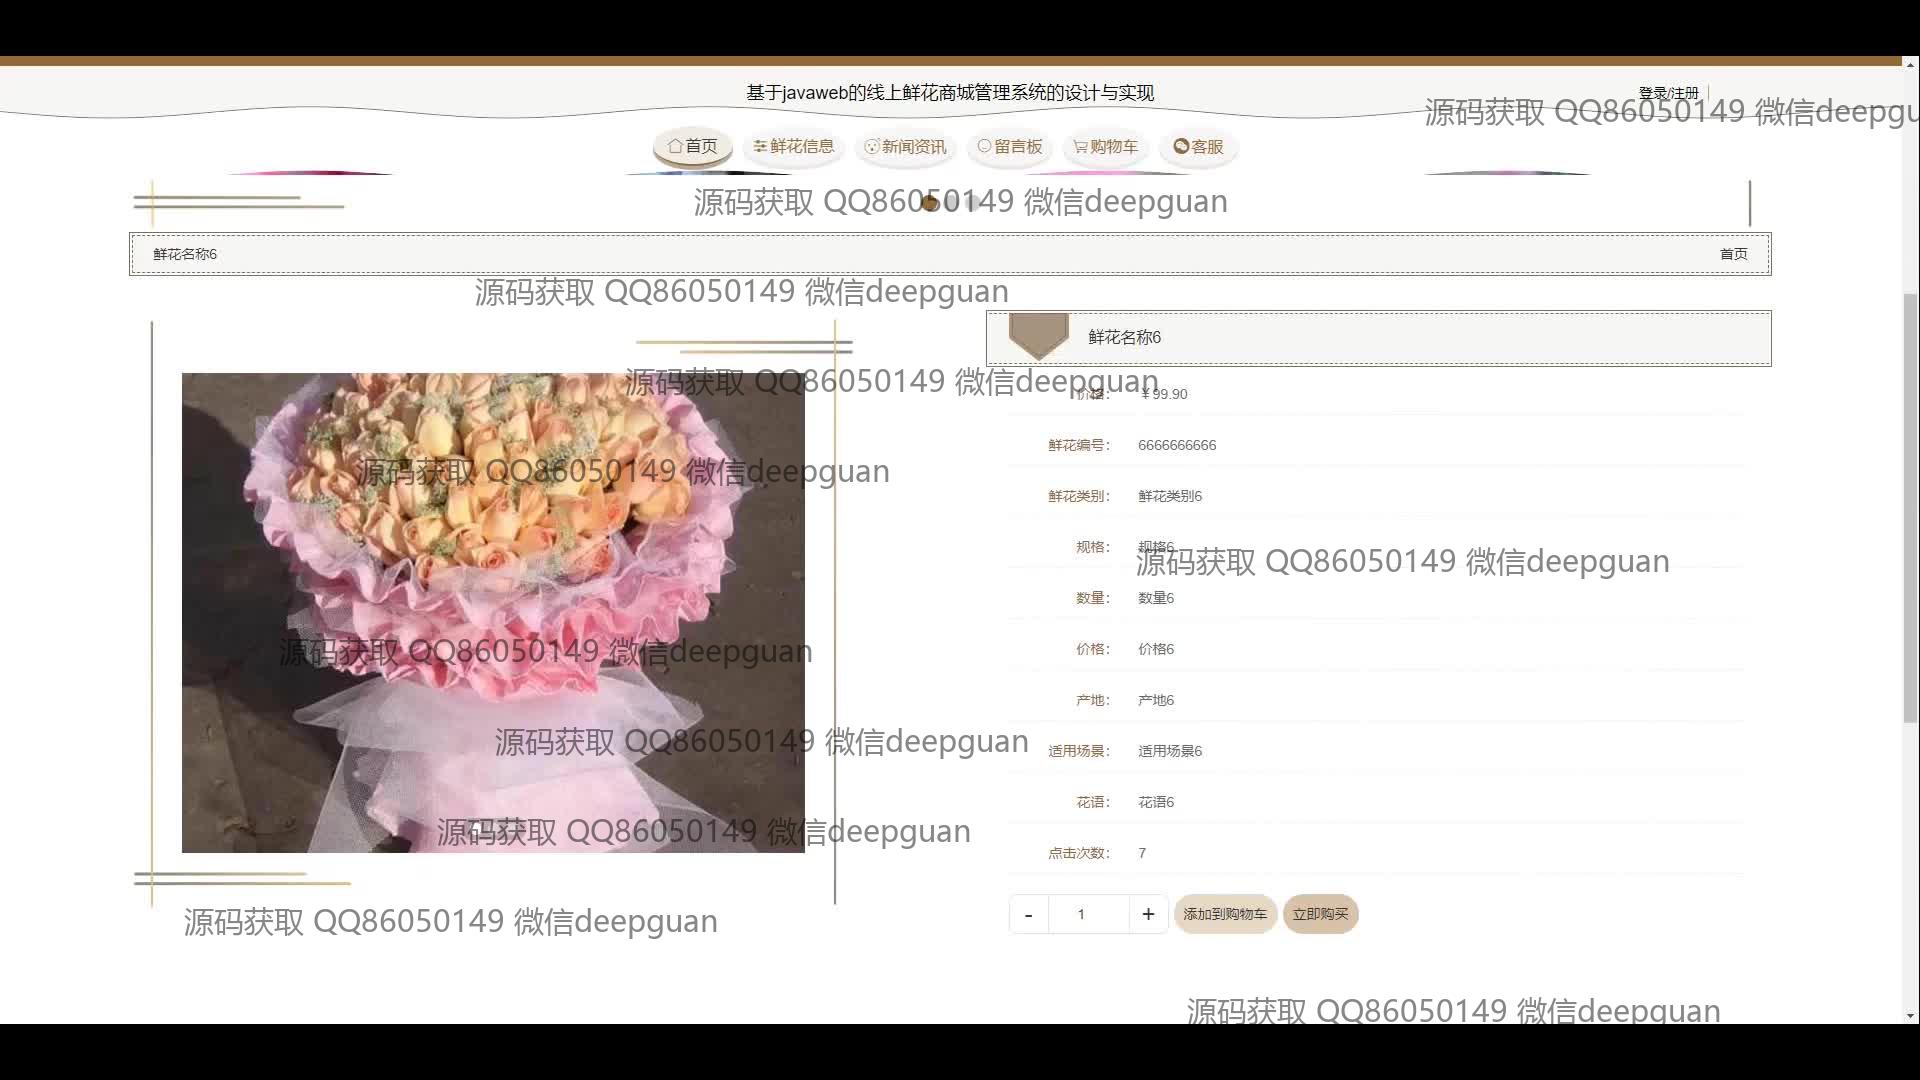 基于javaweb的线上鲜花商城管理系统的设计与实现
登录/注册
源码获取 QQ86050149 微信deepgu
首页 鲜花信息 新闻资讯 留言板 购物车 客服
源码获取 QQ86050149 微信deepguan
鲜花名称6 首页
源码获取 QQ86050149 微信deepguan
鲜花名称6
源码获取 QQ86050149 微信deepguan
价格: ￥99.90
鲜花编号: 6666666666
源码获取 QQ86050149 微信deepguan
鲜花类别: 鲜花类别6
规格: 规格6
源码获取 QQ86050149 微信deepguan
数量: 数量6
价格: 价格6
源码获取 QQ86050149 微信deepguan
产地: 产地6
源码获取 QQ86050149 微信deepguan
适用场景: 适用场景6
花语: 花语6
源码获取 QQ86050149 微信deepguan
点击次数: 7
- 1 + 添加到购物车 立即购买
源码获取 QQ86050149 微信deepguan
源码获取 QQ86050149 微信deepguan